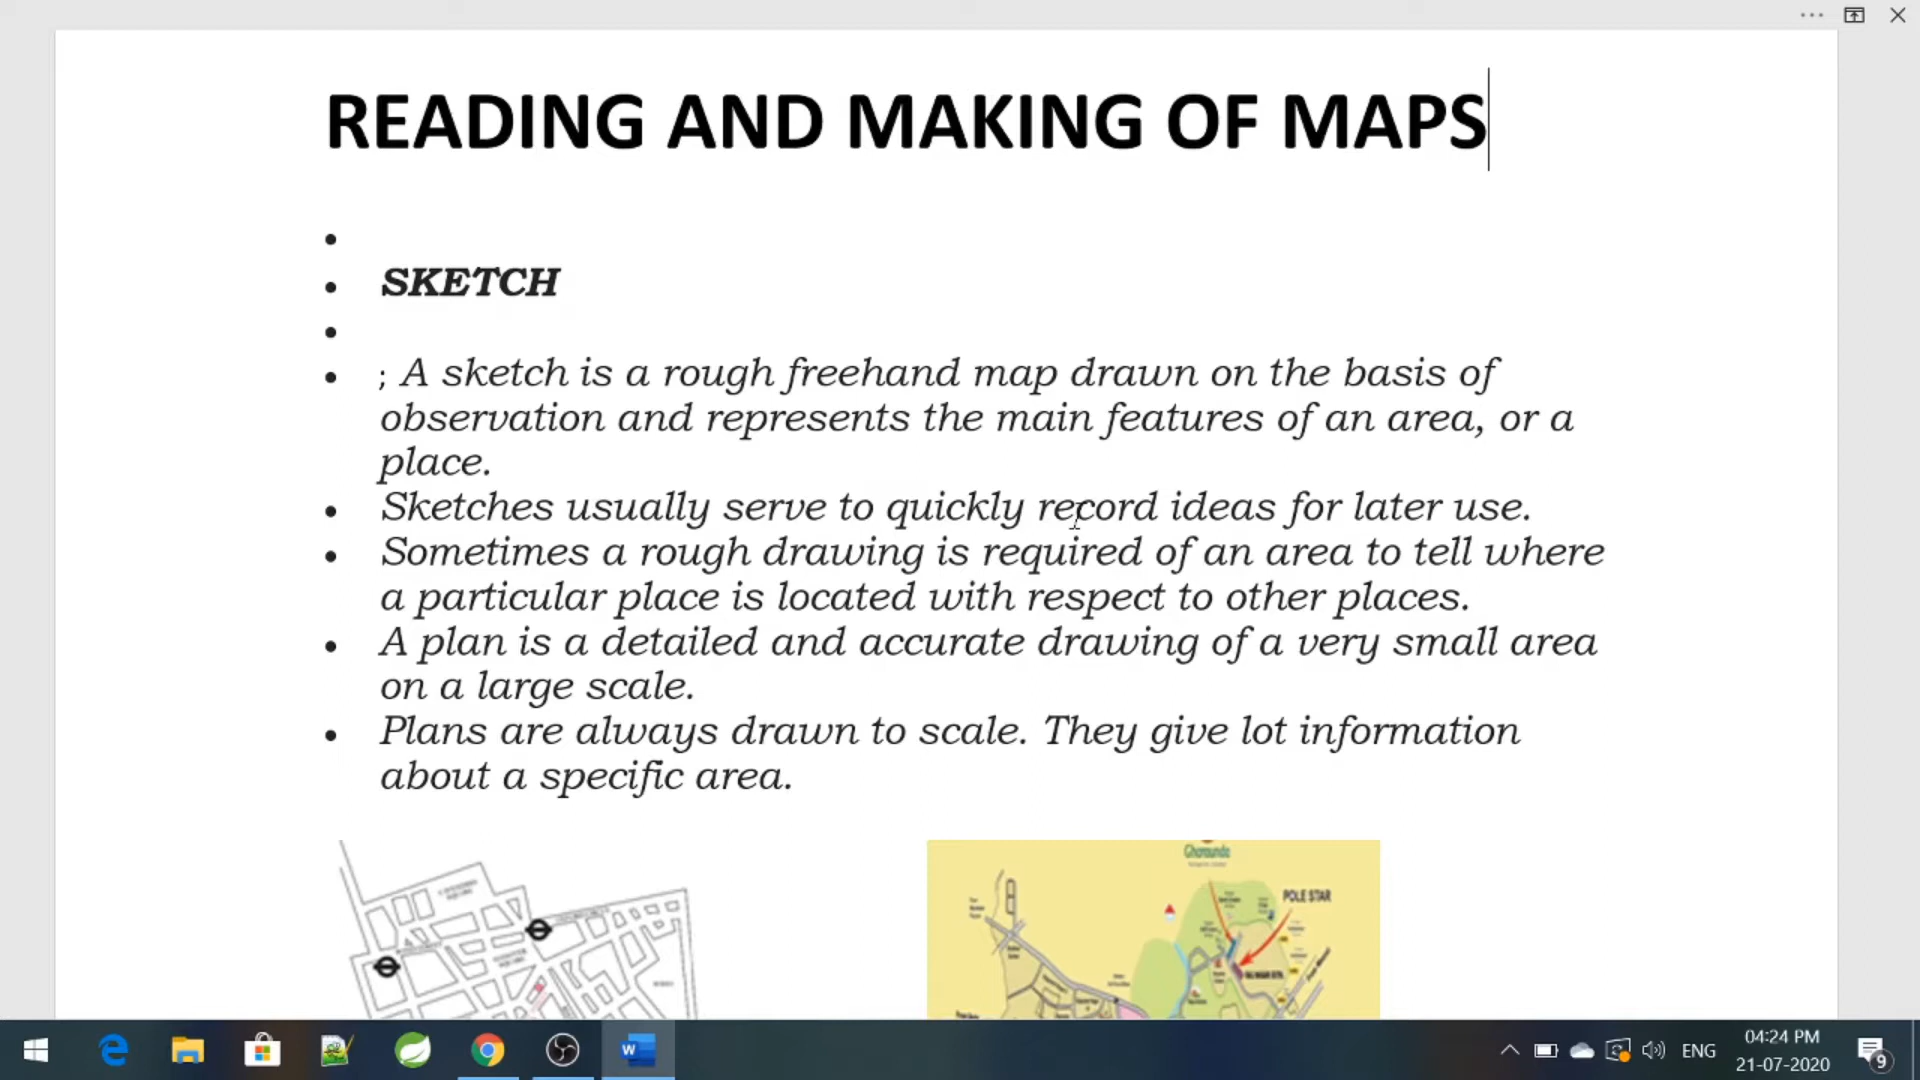 READING AND MAKING OF MAPS
SKETCH
; A sketch is a rough freehand map drawn on the basis of
observation and represents the main features of an area, or a
place.
Sketches usually serve to quickly record ideas for later use.
Sometimes a rough drawing is required of an area to tell where
a particular place is located with respect to other places.
A plan is a detailed and accurate drawing of a very small area
on a large scale.
Plans are always drawn to scale. They give lot information
about a specific area.
POLE STAR
ENG
04:24 PM
21-07-2020
9